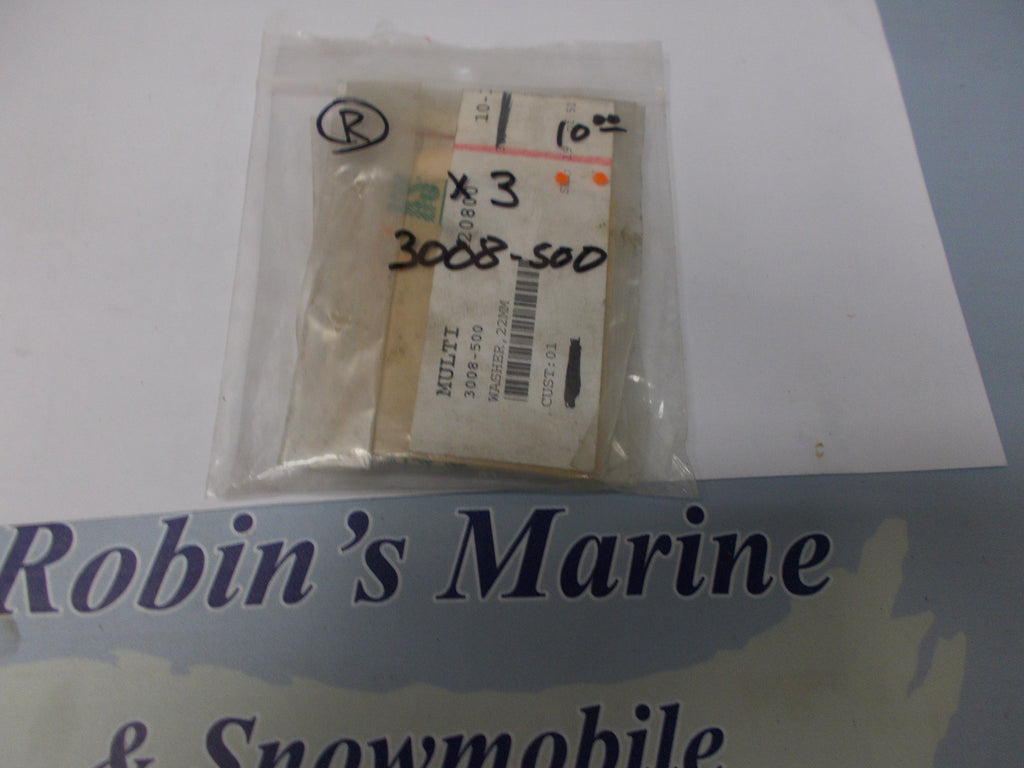 R
10.00
x 3
3008-500
MULTI
3008-500
WASHER, 22MM
CUST: 01
Robin's Marine
& Snowmobile